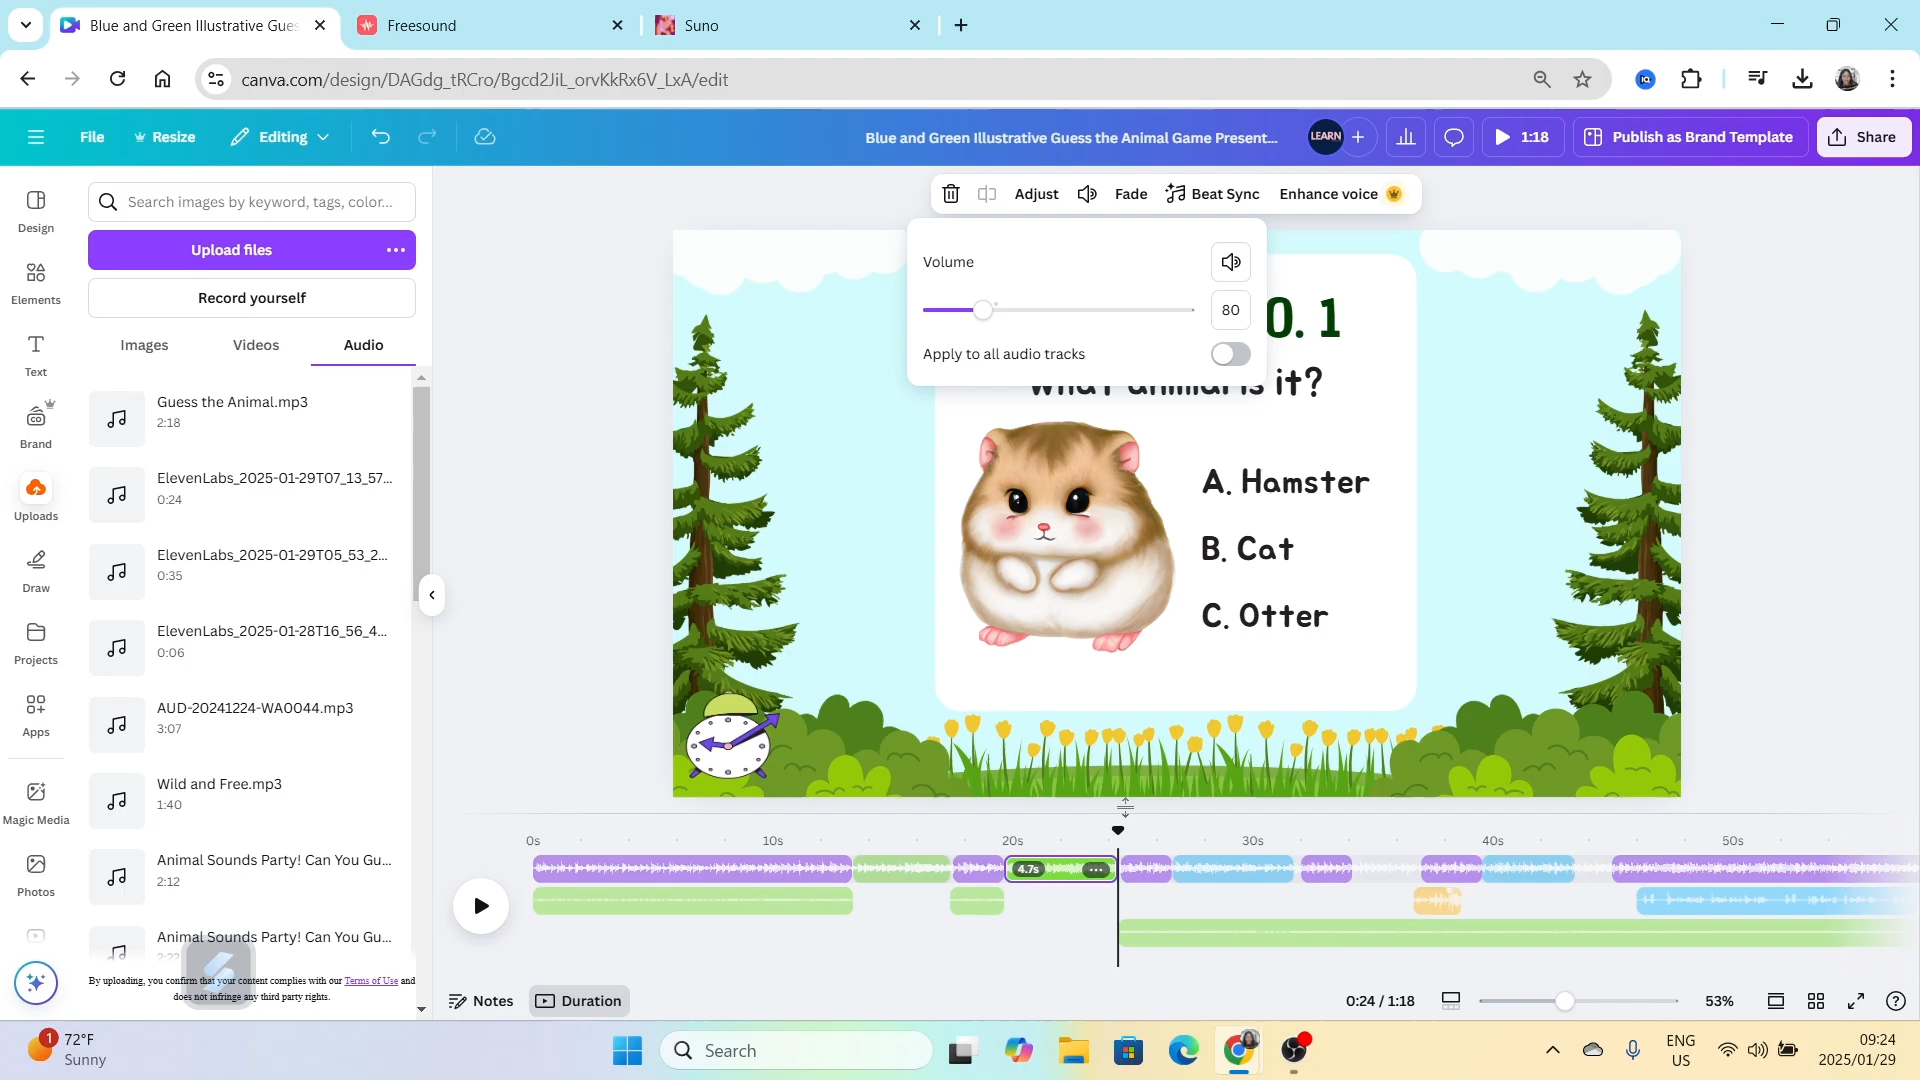 Blue and Green Illustrative Gues
Freesound
Suno
canva.com/design/DAGdg_tRCro/Bgcd2JiL_orvKkRx6V_LxA/edit
File
Resize
Editing
Blue and Green Illustrative Guess the Animal Game Present...
LEARN
1:18
Publish as Brand Template
Share
Design
Elements
Text
Brand
Uploads
Draw
Projects
Apps
Magic Media
Photos
Search images by keyword, tags, color...
Upload files
Record yourself
Images
Videos
Audio
Guess the Animal.mp3
2:18
ElevenLabs_2025-01-29T07_13_57...
0:24
ElevenLabs_2025-01-29T05_53_2...
0:35
ElevenLabs_2025-01-28T16_56_4...
0:06
AUD-20241224-WA0044.mp3
3:07
Wild and Free.mp3
1:40
Animal Sounds Party! Can You Gu...
2:12
Animal Sounds Party! Can You Gu...
2:22
By uploading, you confirm that your content complies with our Terms of Use and
does not infringe any third party rights.
Adjust
Fade
Beat Sync
Enhance voice
Volume
80
Apply to all audio tracks
O. 1
What animal is it?
A. Hamster
B. Cat
C. Otter
0s
10s
20s
30s
40s
50s
4.7s
Notes
Duration
0:24 / 1:18
53%
1
72°F
Sunny
Search
ENG
US
09:24
2025/01/29